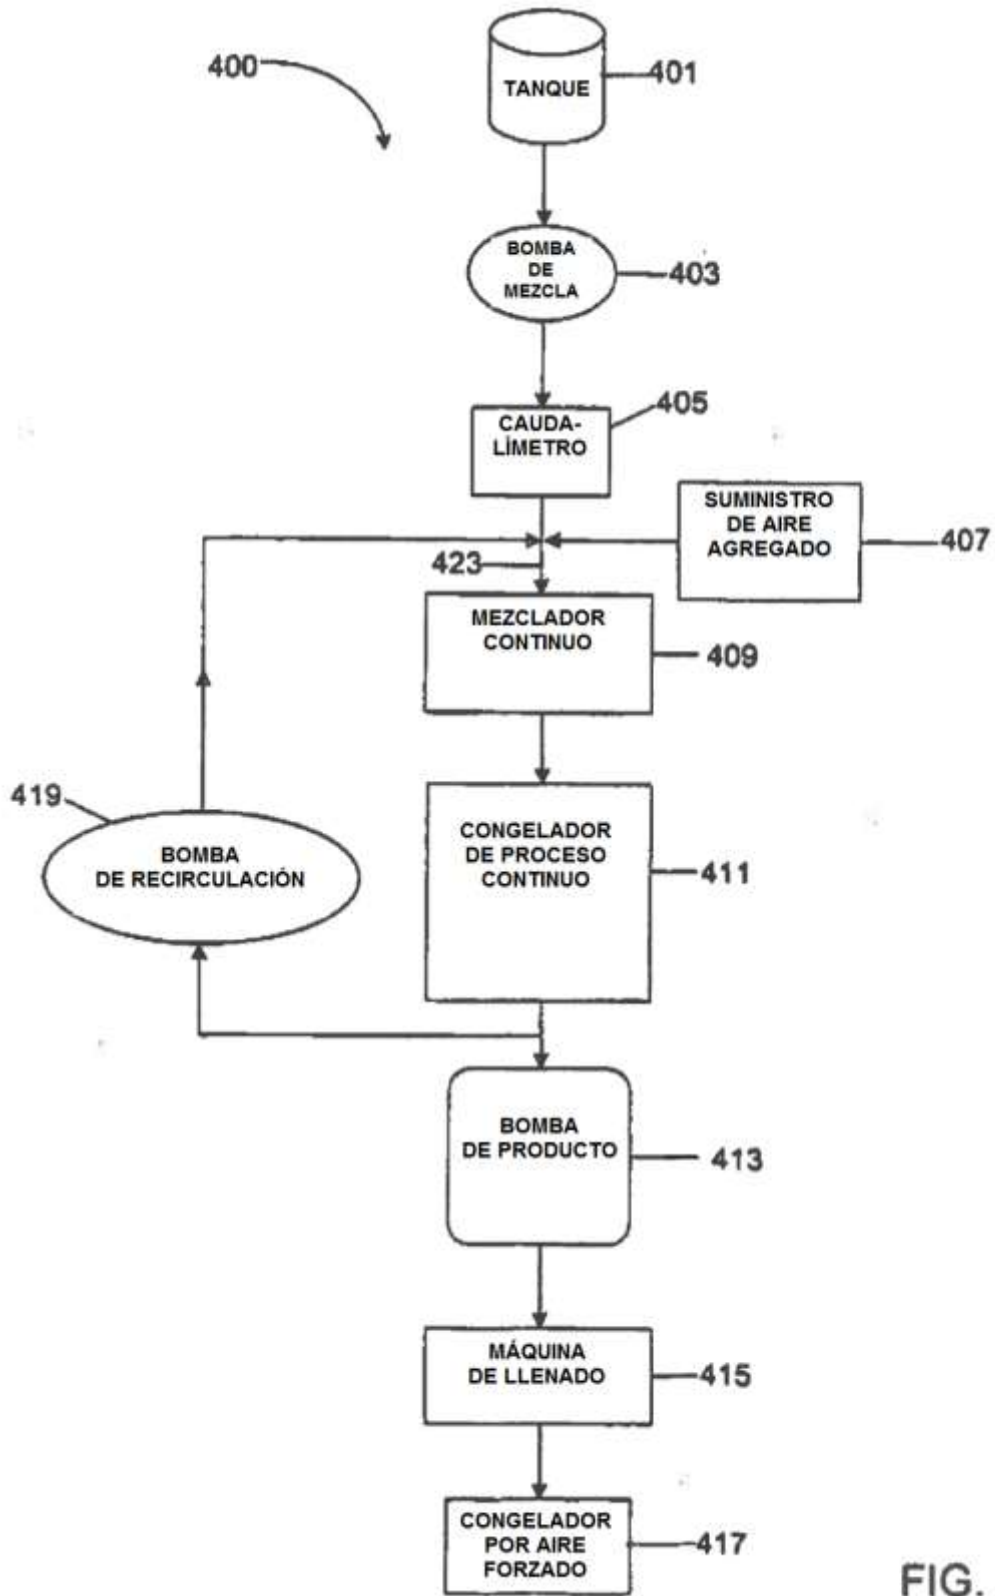 400
TANQUE
401
BOMBA
DE
MEZCLA
403
CAUDA-
LÍMETRO
405
SUMINISTRO
DE AIRE
AGREGADO
407
423
MEZCLADOR
CONTINUO
409
419
BOMBA
DE RECIRCULACIÓN
CONGELADOR
DE PROCESO
CONTINUO
411
BOMBA
DE PRODUCTO
413
MÁQUINA
DE LLENADO
415
CONGELADOR
POR AIRE
FORZADO
417
FIG.